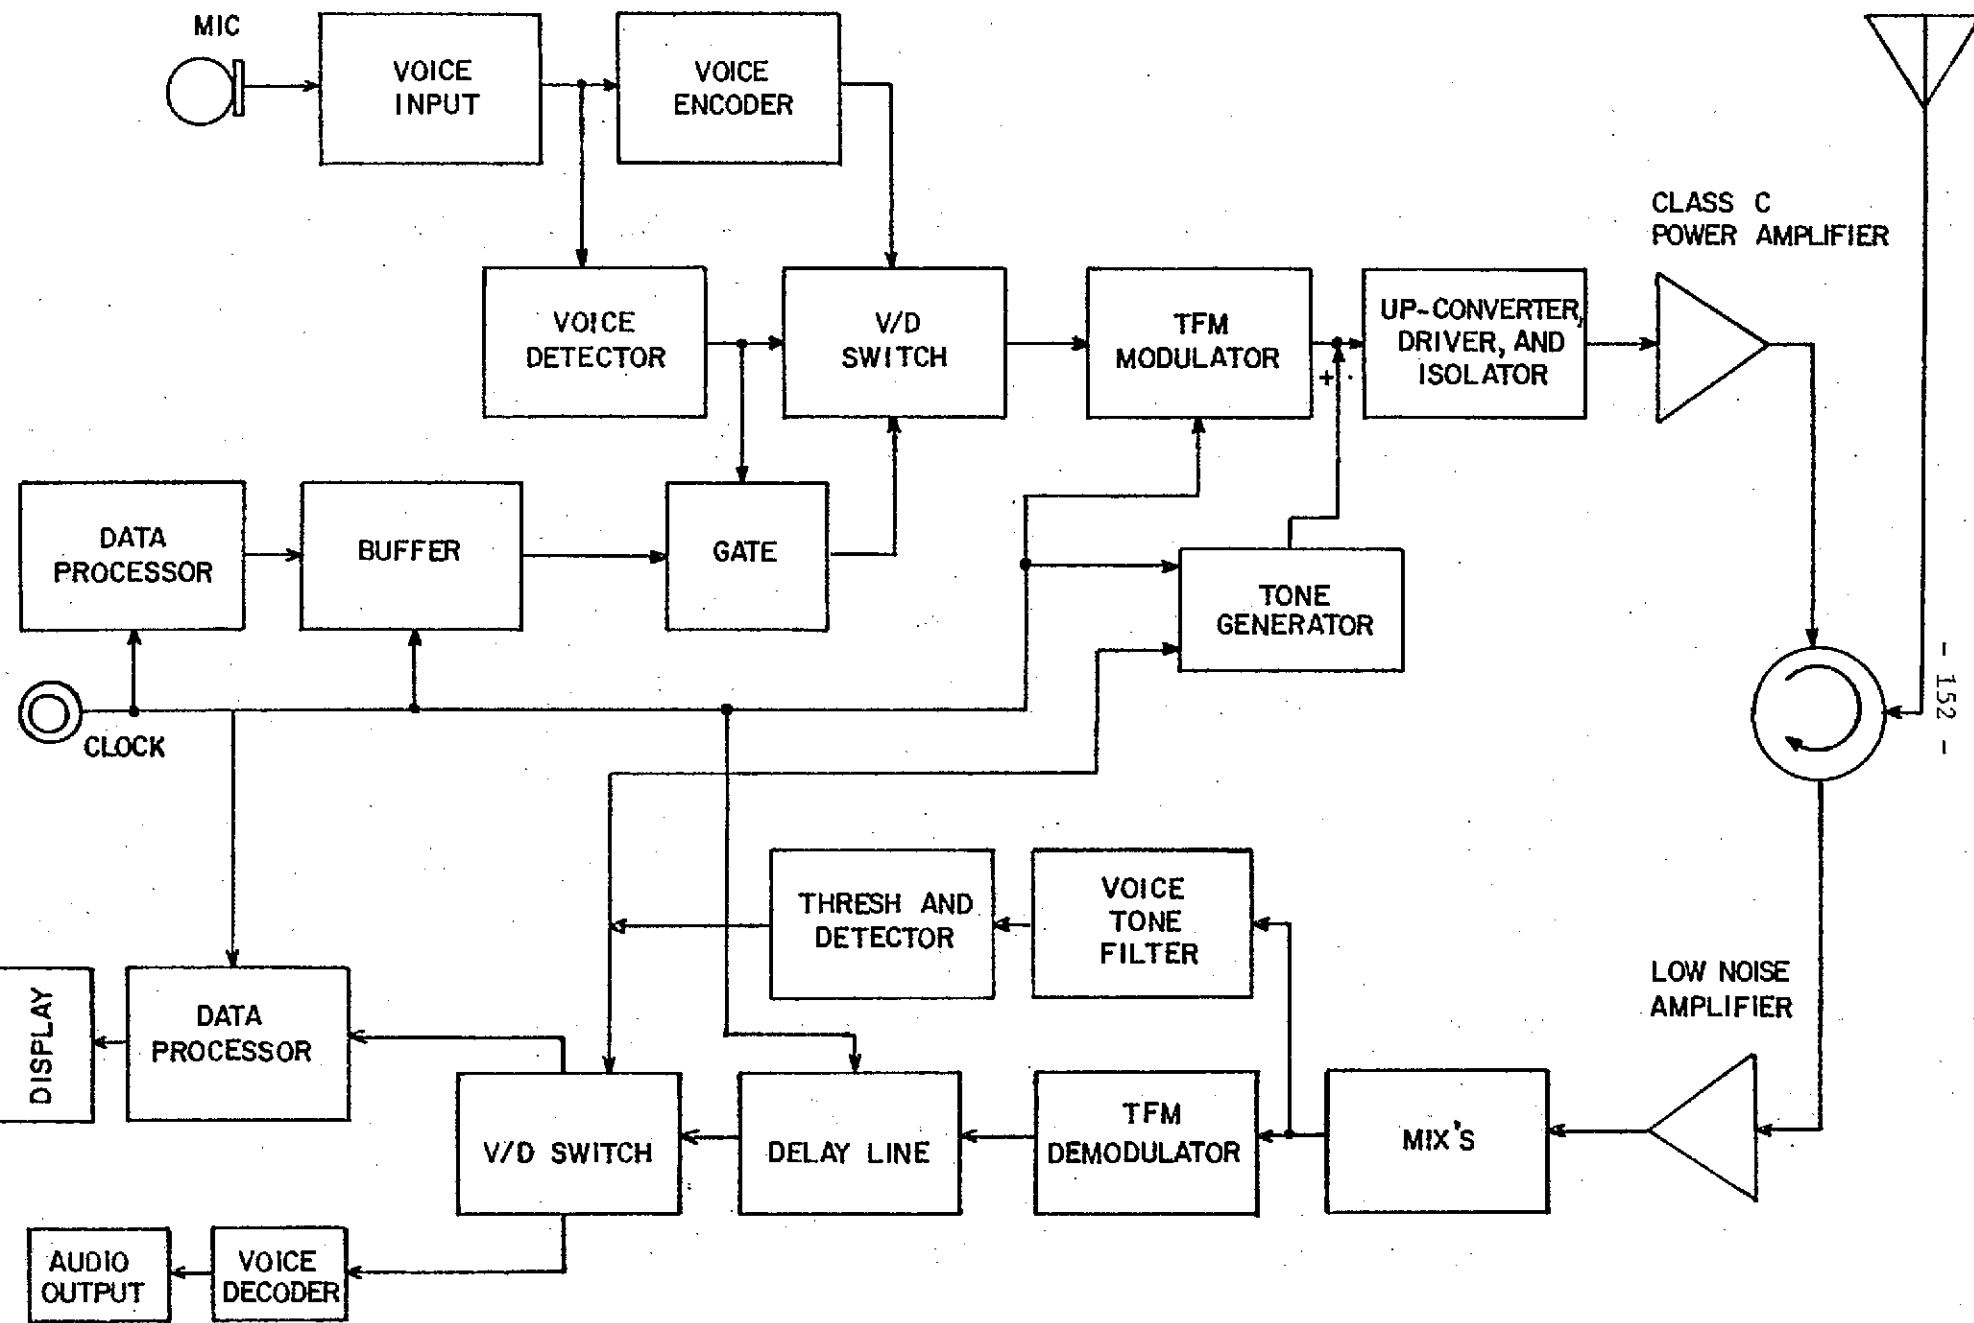 MIC
VOICE
INPUT
VOICE
ENCODER
CLASS C
POWER AMPLIFIER
VOICE
DETECTOR
V/D
SWITCH
TFM
MODULATOR
+
UP-CONVERTER,
DRIVER, AND
ISOLATOR
DATA
PROCESSOR
BUFFER
GATE
TONE
GENERATOR
CLOCK
- 152 -
THRESH AND
DETECTOR
VOICE
TONE
FILTER
LOW NOISE
AMPLIFIER
DISPLAY
DATA
PROCESSOR
V/D SWITCH
DELAY LINE
TFM
DEMODULATOR
MIX'S
AUDIO
OUTPUT
VOICE
DECODER